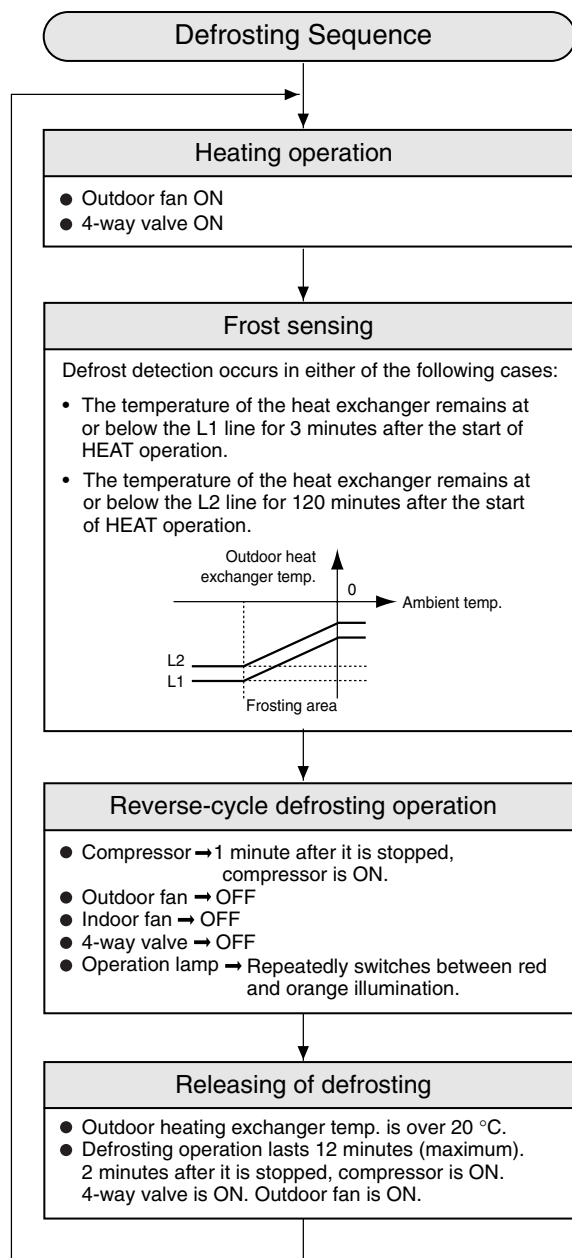 Defrosting Sequence
Heating operation
● Outdoor fan ON
● 4-way valve ON
Frost sensing
Defrost detection occurs in either of the following cases:
• The temperature of the heat exchanger remains at
or below the L1 line for 3 minutes after the start of
HEAT operation.
• The temperature of the heat exchanger remains at
or below the L2 line for 120 minutes after the start
of HEAT operation.
Outdoor heat
exchanger temp.
0
Ambient temp.
L2
L1
Frosting area
Reverse-cycle defrosting operation
● Compressor ➞ 1 minute after it is stopped,
compressor is ON.
● Outdoor fan ➞ OFF
● Indoor fan ➞ OFF
● 4-way valve ➞ OFF
● Operation lamp ➞ Repeatedly switches between red
and orange illumination.
Releasing of defrosting
● Outdoor heating exchanger temp. is over 20 °C.
● Defrosting operation lasts 12 minutes (maximum).
2 minutes after it is stopped, compressor is ON.
4-way valve is ON. Outdoor fan is ON.